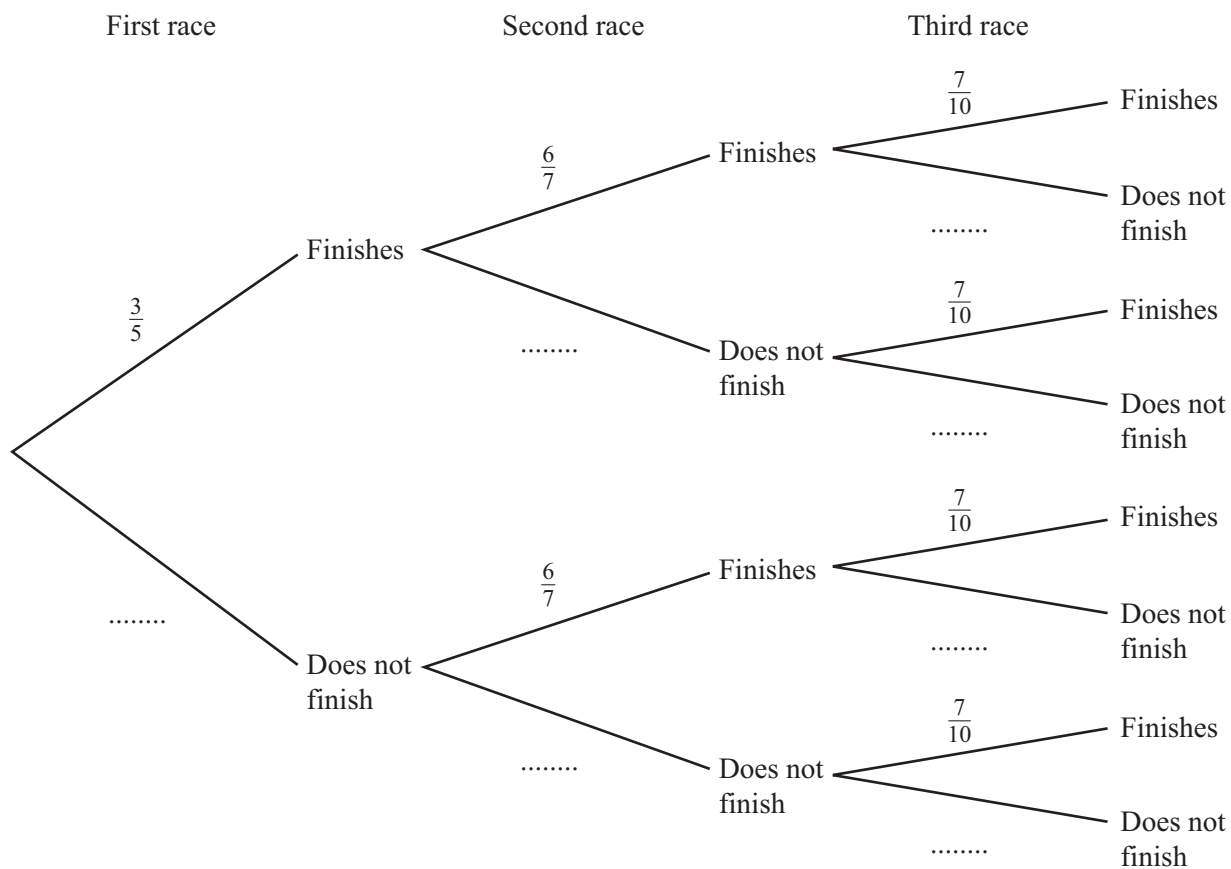 First race Second race Third race
7/10
Finishes
6/7
Finishes
Does not
finish
........
Finishes
3/5
7/10
Finishes
........
Does not
finish
Does not
finish
........
7/10
Finishes
6/7
Finishes
........
Does not
finish
........
Does not
finish
7/10
Finishes
........
Does not
finish
Does not
finish
........